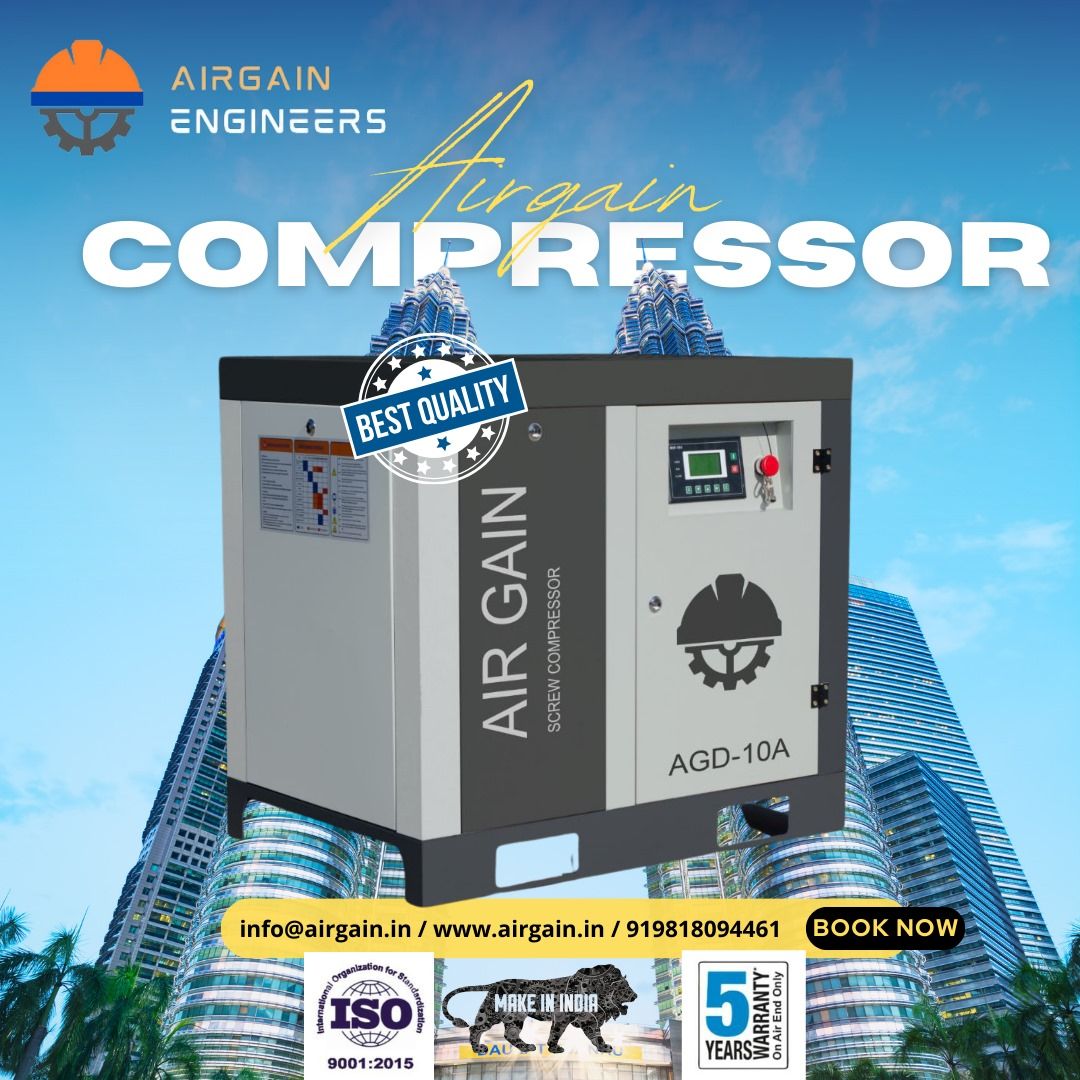 AIRGAIN
ENGINEERS
Airgain
COMPRESSOR
BEST QUALITY
AIR GAIN
SCREW COMPRESSOR
AGD-10A
info@airgain.in / www.airgain.in / 919818094461
BOOK NOW
International Organization for Standardization
ISO
9001:2015
MAKE IN INDIA
5
YEARS
WARRANTY*
On Air End Only